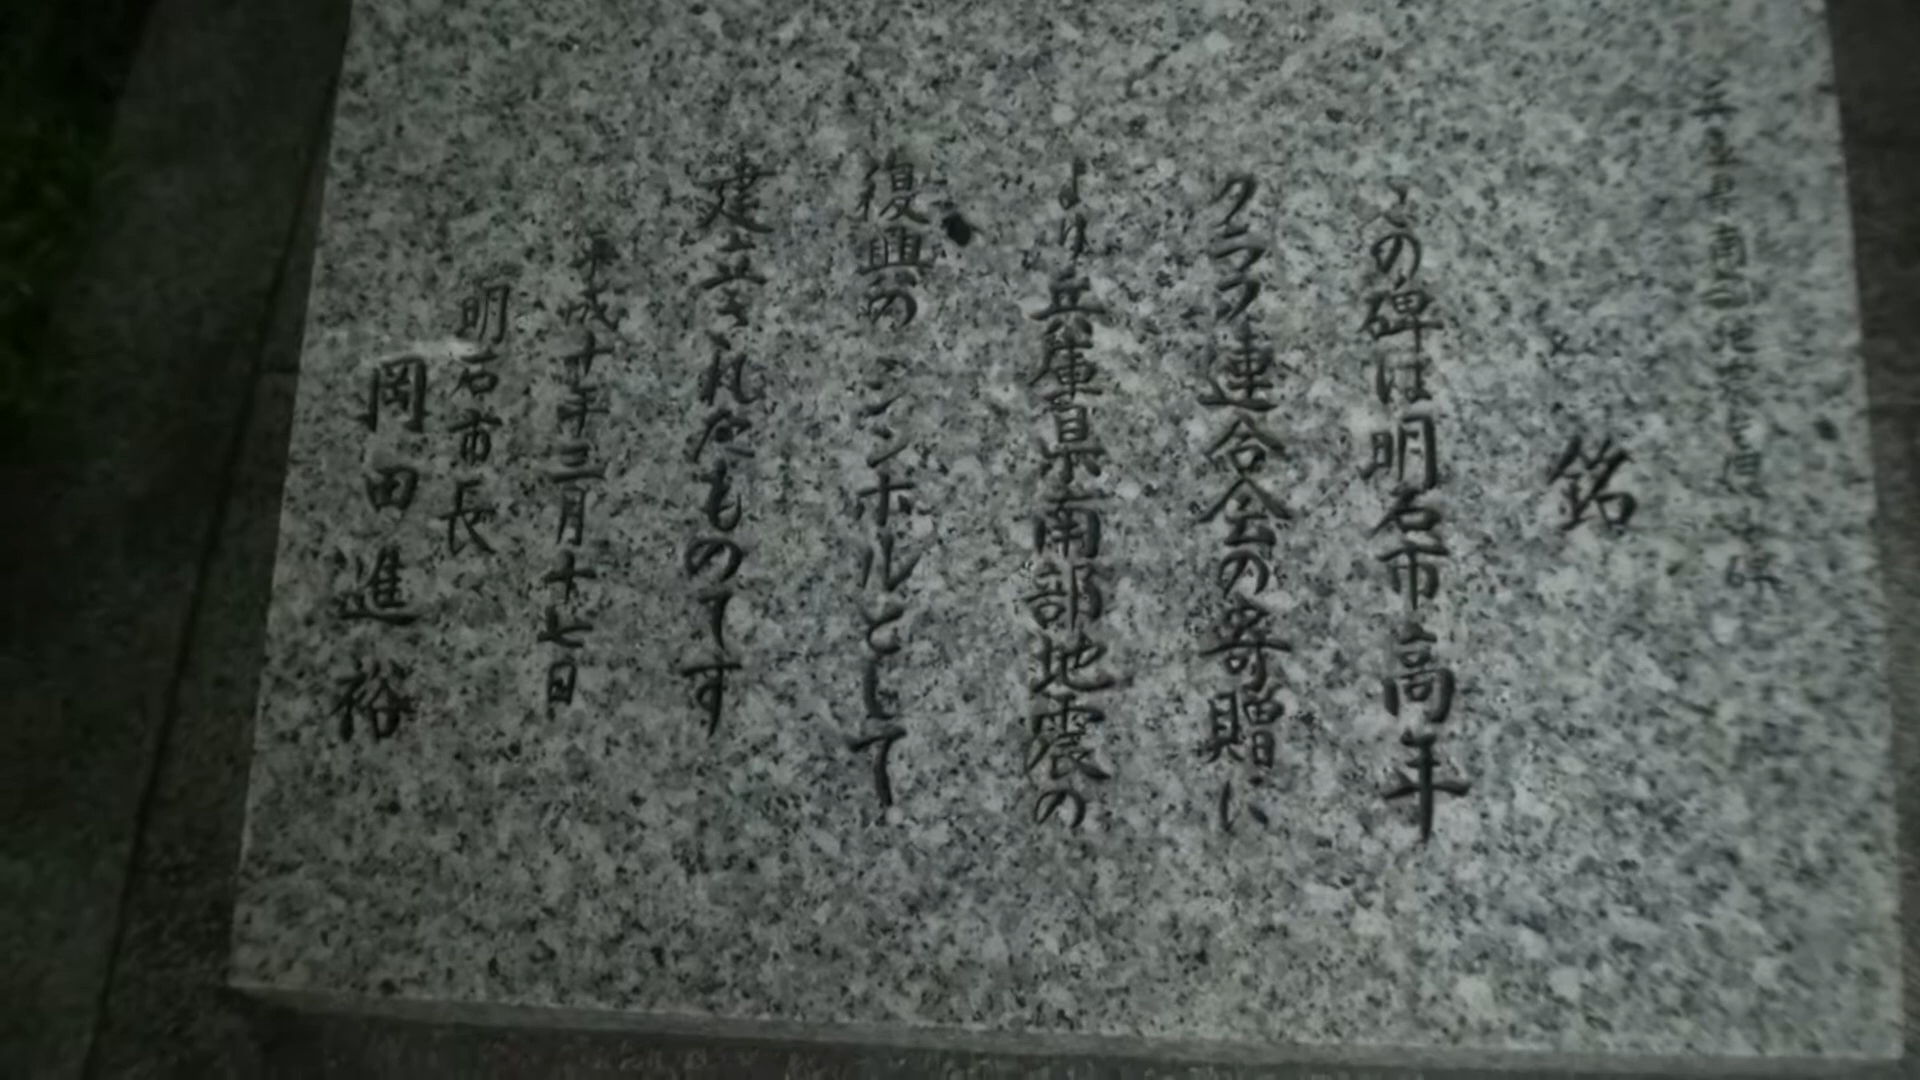 銘
この碑は明石市高年
クラブ連合会の寄贈に
より兵庫県南部地震の
復興のシンボルとして
建立されたものです
平成十年三月十七日
明石市長
岡田進裕